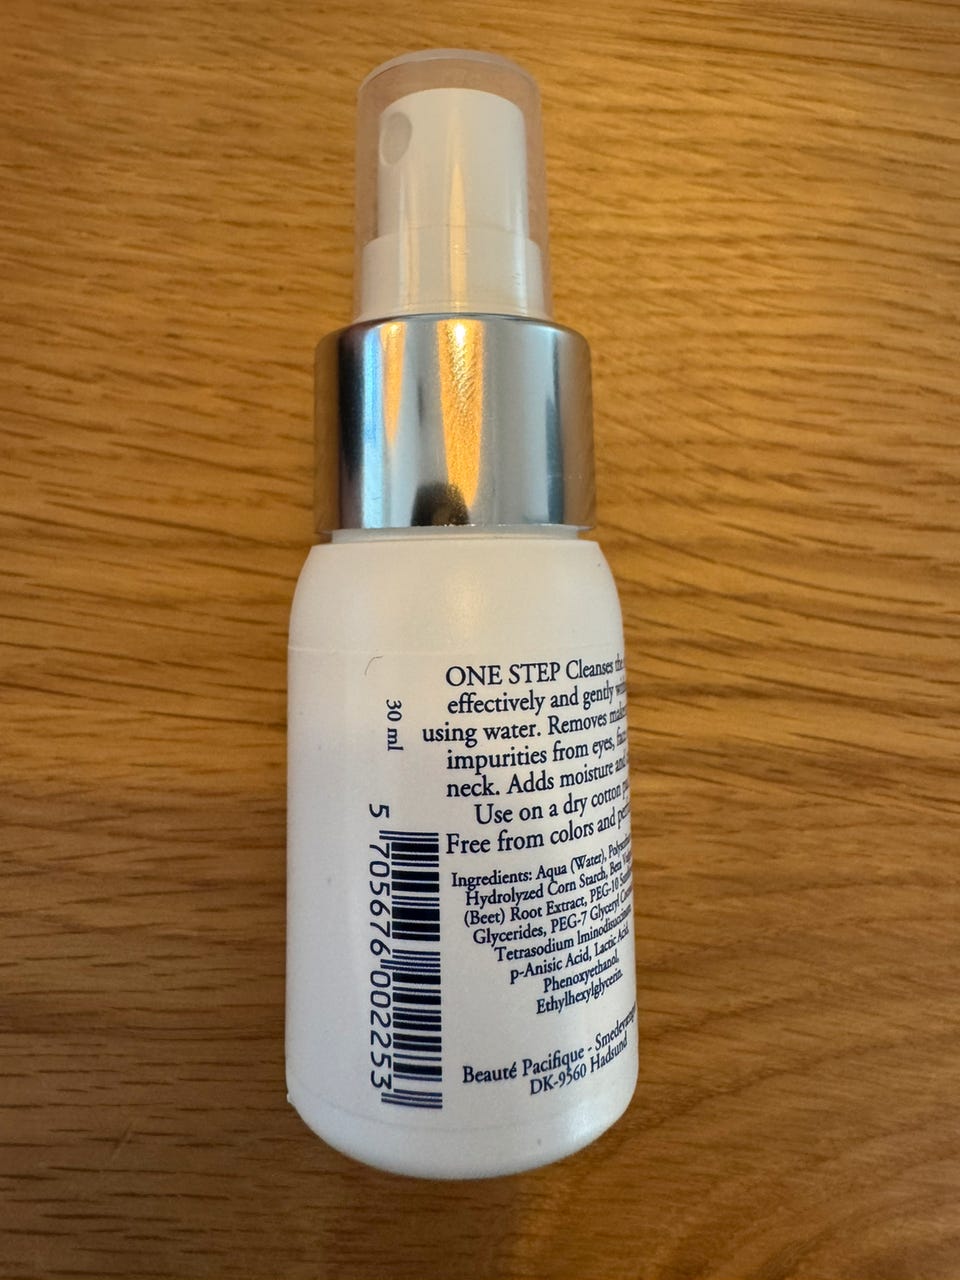 ONE STEP Cleanses the
effectively and gently
using water. Removes
impurities from eyes,
neck. Adds moisture and
Use on a dry cotton
Free from colors and
Ingredients: Aqua (Water),
Hydrolyzed Corn Starch, Beta
(Beet) Root Extract, PEG-10
Glycerides, PEG-7 Glyceryl
Tetrasodium Iminodisuccinate,
p-Anisic Acid, Lactic Acid,
Phenoxyethanol,
Ethylhexylglycerin.
Beauté Pacifique -
DK-9560 Hadsund
30 ml
5 705676 002253